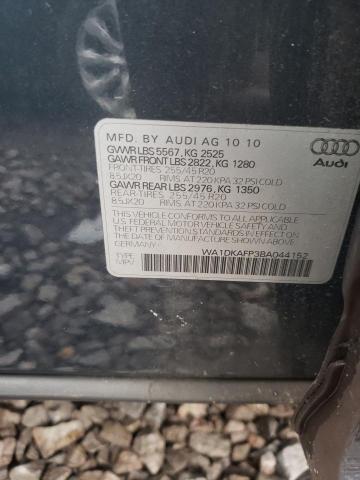 MFD. BY AUDI AG 10 10
GVWR LBS 5567, KG 2525
GAWR FRONT LBS 2822, KG 1280
FRONT-TIRES 255/45 R20
8.5JX20 RIMS AT 220 KPA 32 PSI COLD
GAWR REAR LBS 2976, KG 1350
REAR-TIRES 255/45 R20
8.5JX20 RIMS AT 220 KPA 32 PSI COLD
THIS VEHICLE CONFORMS TO ALL APPLICABLE
U.S. FEDERAL MOTOR VEHICLE SAFETY AND
THEFT PREVENTION STANDARDS IN EFFECT ON
THE DATE OF MANUFACTURE SHOWN ABOVE
GERMANY
TYPE:
MPV
WA1DKAFP3BA044152
Audi